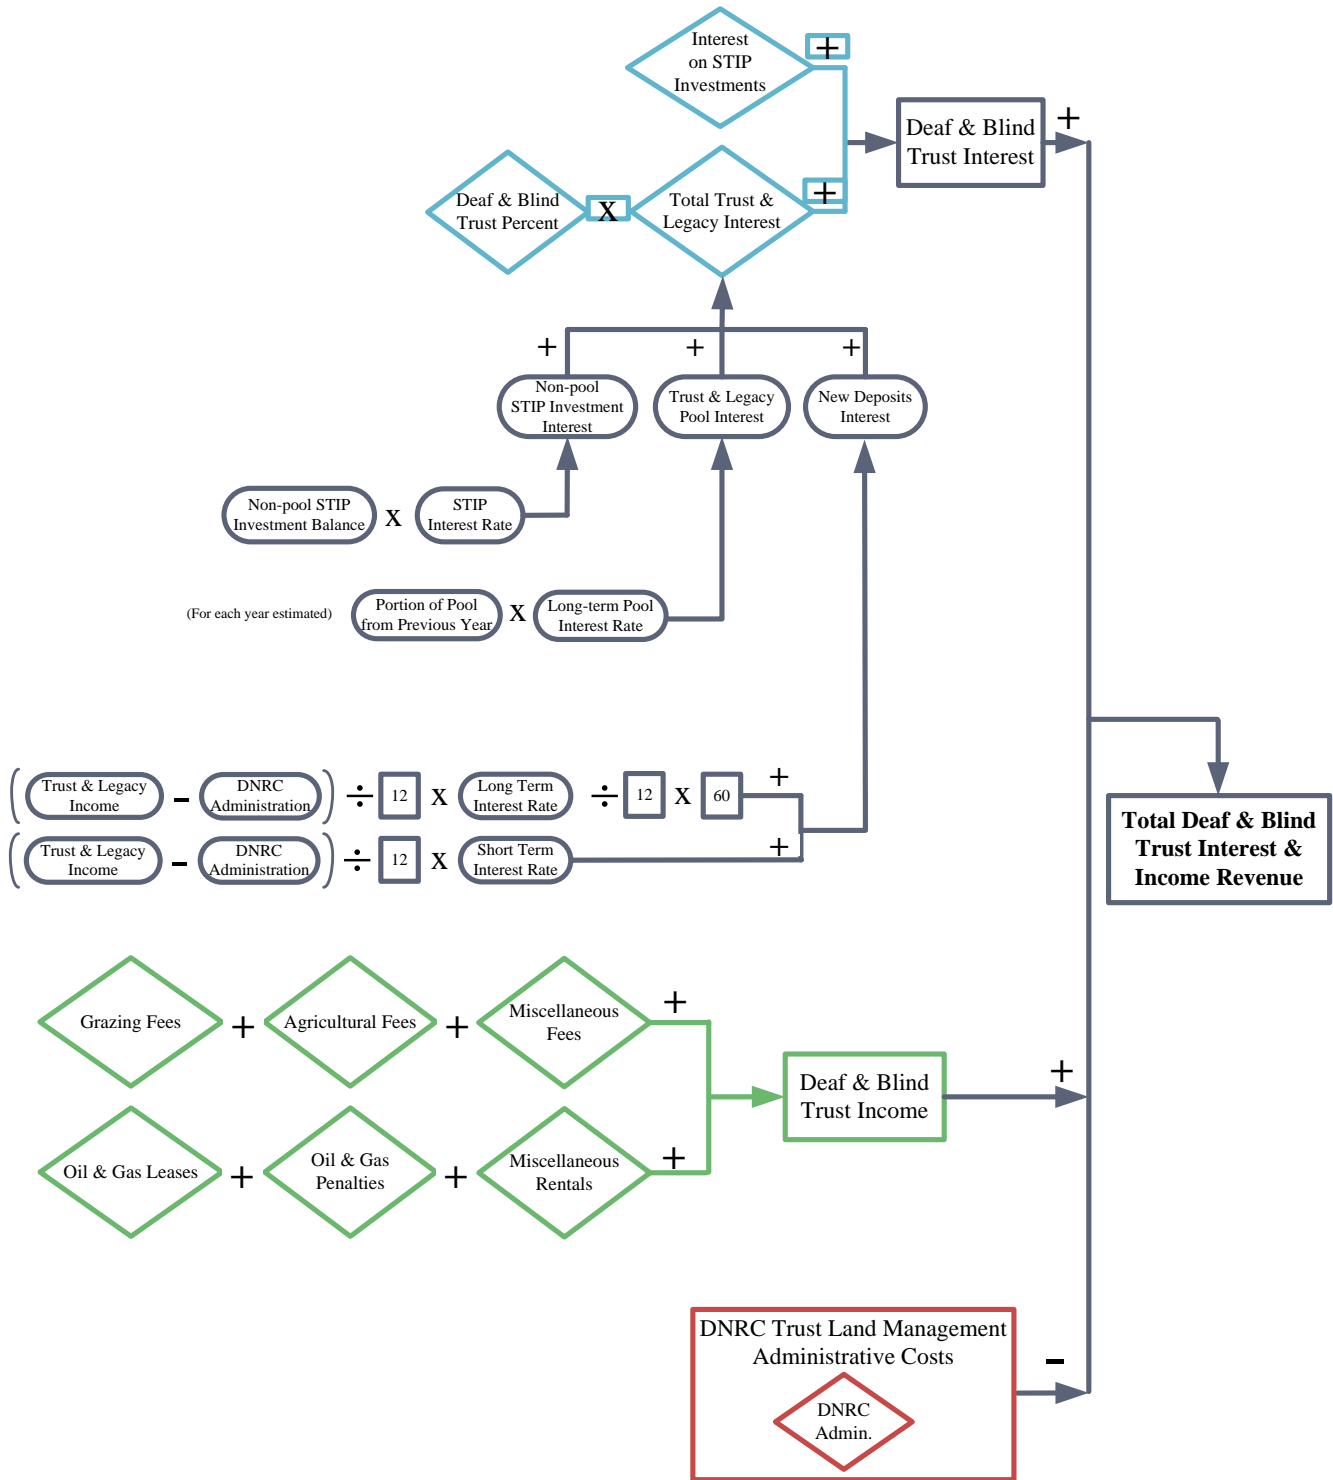 Interest
on STIP
Investments
+
Deaf & Blind
Trust Interest
+
Deaf & Blind
Trust Percent
X
Total Trust &
Legacy Interest
+
+
+
+
Non-pool
STIP Investment
Interest
Trust & Legacy
Pool Interest
New Deposits
Interest
Non-pool STIP
Investment Balance
X
STIP
Interest Rate
(For each year estimated)
Portion of Pool
from Previous Year
X
Long-term Pool
Interest Rate
(
Trust & Legacy
Income
-
DNRC
Administration
)
÷
12
X
Long Term
Interest Rate
÷
12
X
60
+
(
Trust & Legacy
Income
-
DNRC
Administration
)
÷
12
X
Short Term
Interest Rate
+
Total Deaf & Blind
Trust Interest &
Income Revenue
Grazing Fees
+
Agricultural Fees
+
Miscellaneous
Fees
+
Deaf & Blind
Trust Income
+
Oil & Gas Leases
+
Oil & Gas
Penalties
+
Miscellaneous
Rentals
+
DNRC Trust Land Management
Administrative Costs
-
DNRC
Admin.